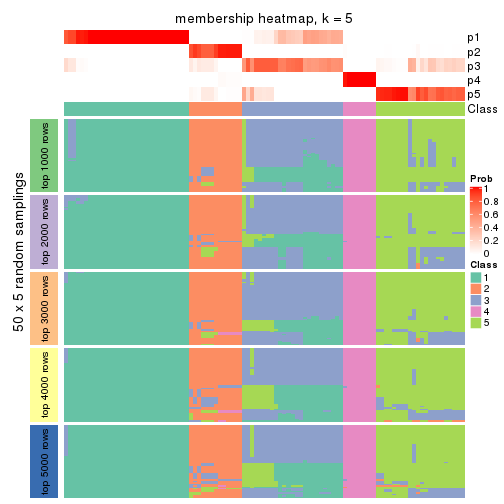 membership heatmap, k = 5
p1
p2
p3
p4
p5
Class
50 x 5 random samplings
top 1000 rows
top 2000 rows
top 3000 rows
top 4000 rows
top 5000 rows
Prob
1
0.8
0.6
0.4
0.2
0
Class
1
2
3
4
5